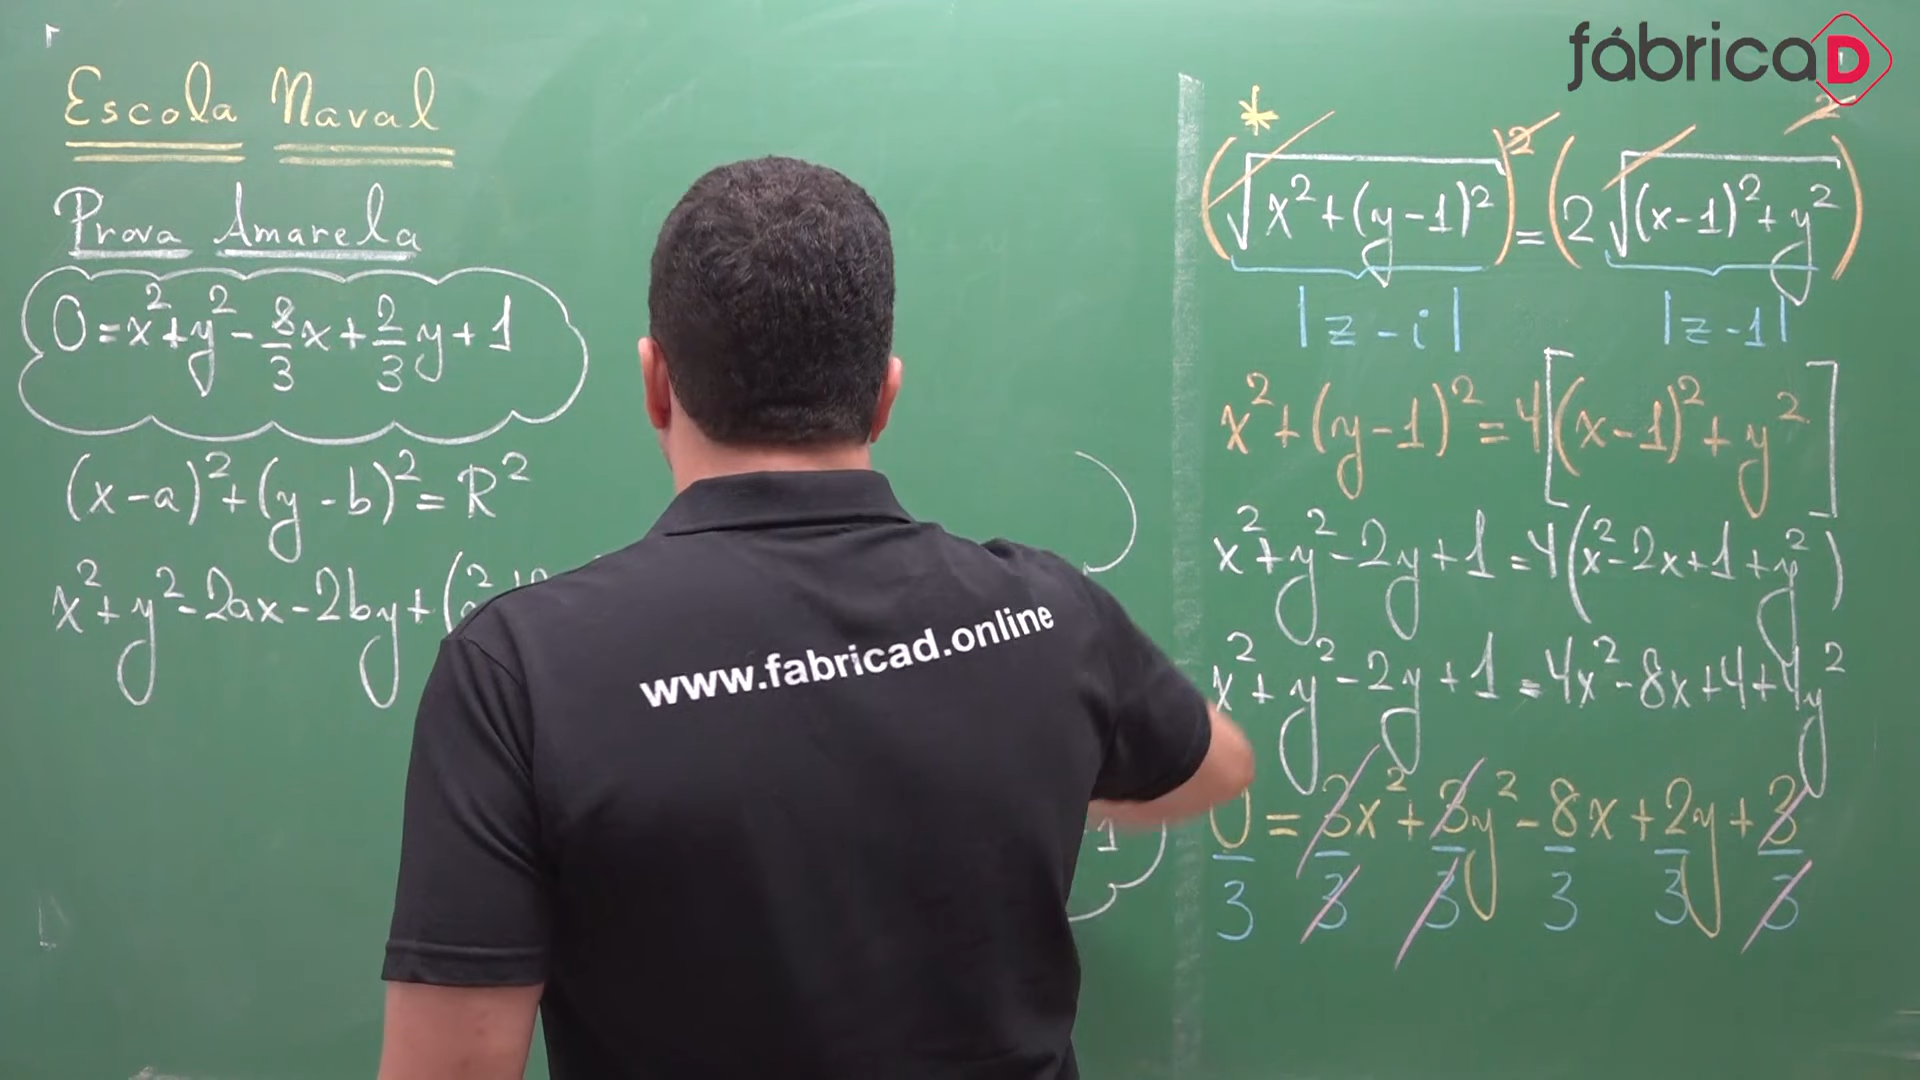 fábricaD
Escola Naval
Prova Amarela
0=x²+y²-8/3x+2/3y+1
(x-a)²+(y-b)²=R²
x²+y²-2ax-2by+(
www.fabricad.online
1
*
(√x²+(y-1)²)²=(2√(x-1)²+y²)²
|z-i| |z-1|
x²+(y-1)²=4[(x-1)²+y²]
x²+y²-2y+1=4(x²-2x+1+y²)
x²+y²-2y+1=4x²-8x+4+4y²
0/3=3x²/3+3y²/3-8x/3+2y/3+3/3